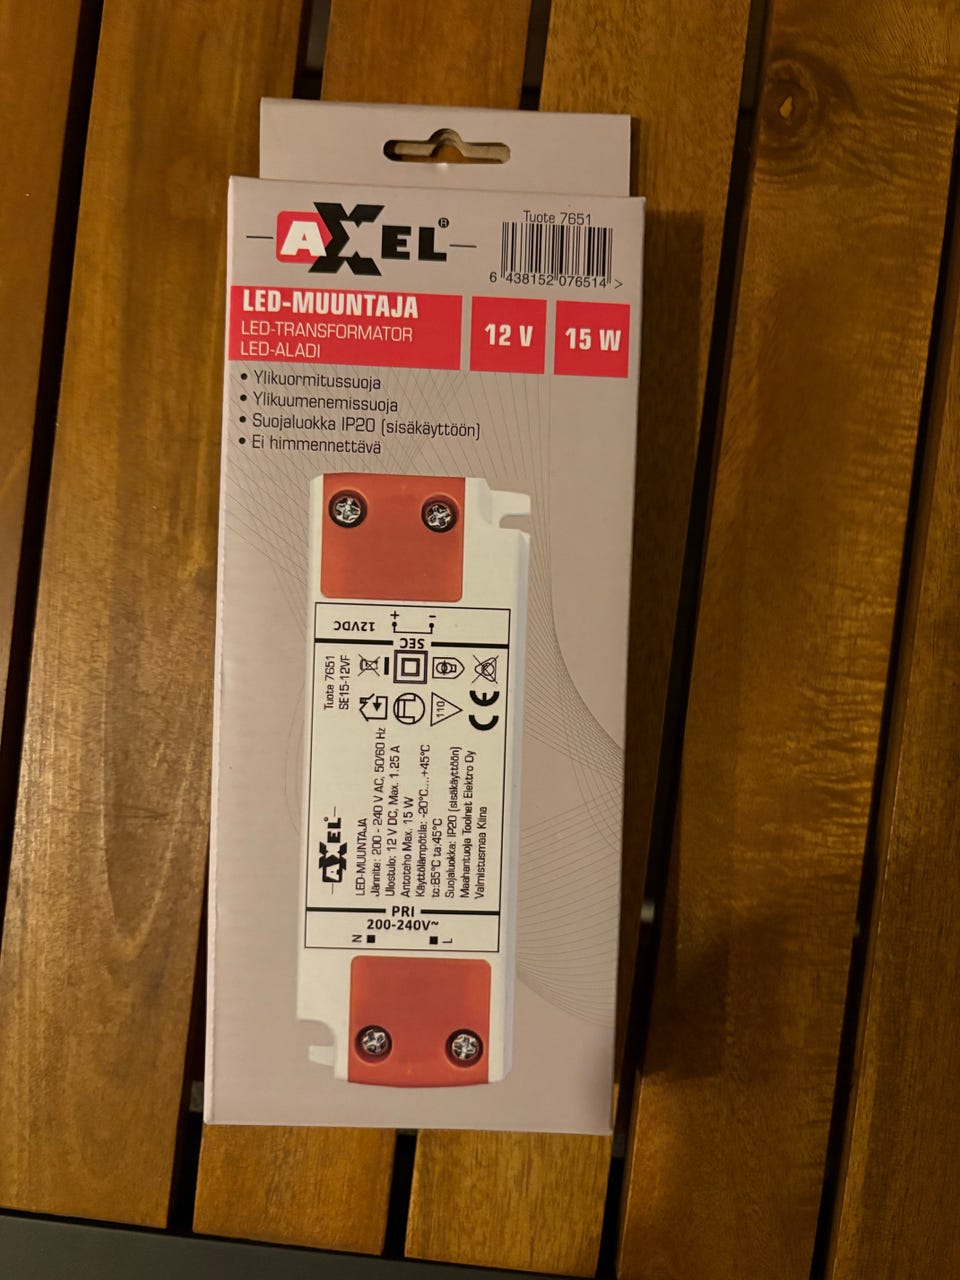 AXXEL®
Tuote 7651
6 438152 076514 >
LED-MUUNTAJA
LED-TRANSFORMATOR
LED-ALADI
12 V
15 W
• Ylikuormitussuoja
• Ylikuumenemissuoja
• Suojaluokka IP20 (sisäkäyttöön)
• Ei himmennettävä
12VDC
+ -
SEC
Tuote 7651
SE15-12VF
110
CE
AXXEL®
LED-MUUNTAJA
Jännite: 200 - 240 V AC, 50/60 Hz
Ulostulo: 12 V DC, Max. 1.25 A
Antoteho Max. 15 W
Käyttölämpötila: -20°C....+45°C
tc:85°C ta:45°C
Suojaluokka: IP20 (sisäkäyttöön)
Maahantuoja Toolnet Elektro Oy
Valmistusmaa Kiina
PRI
200-240V~
N L